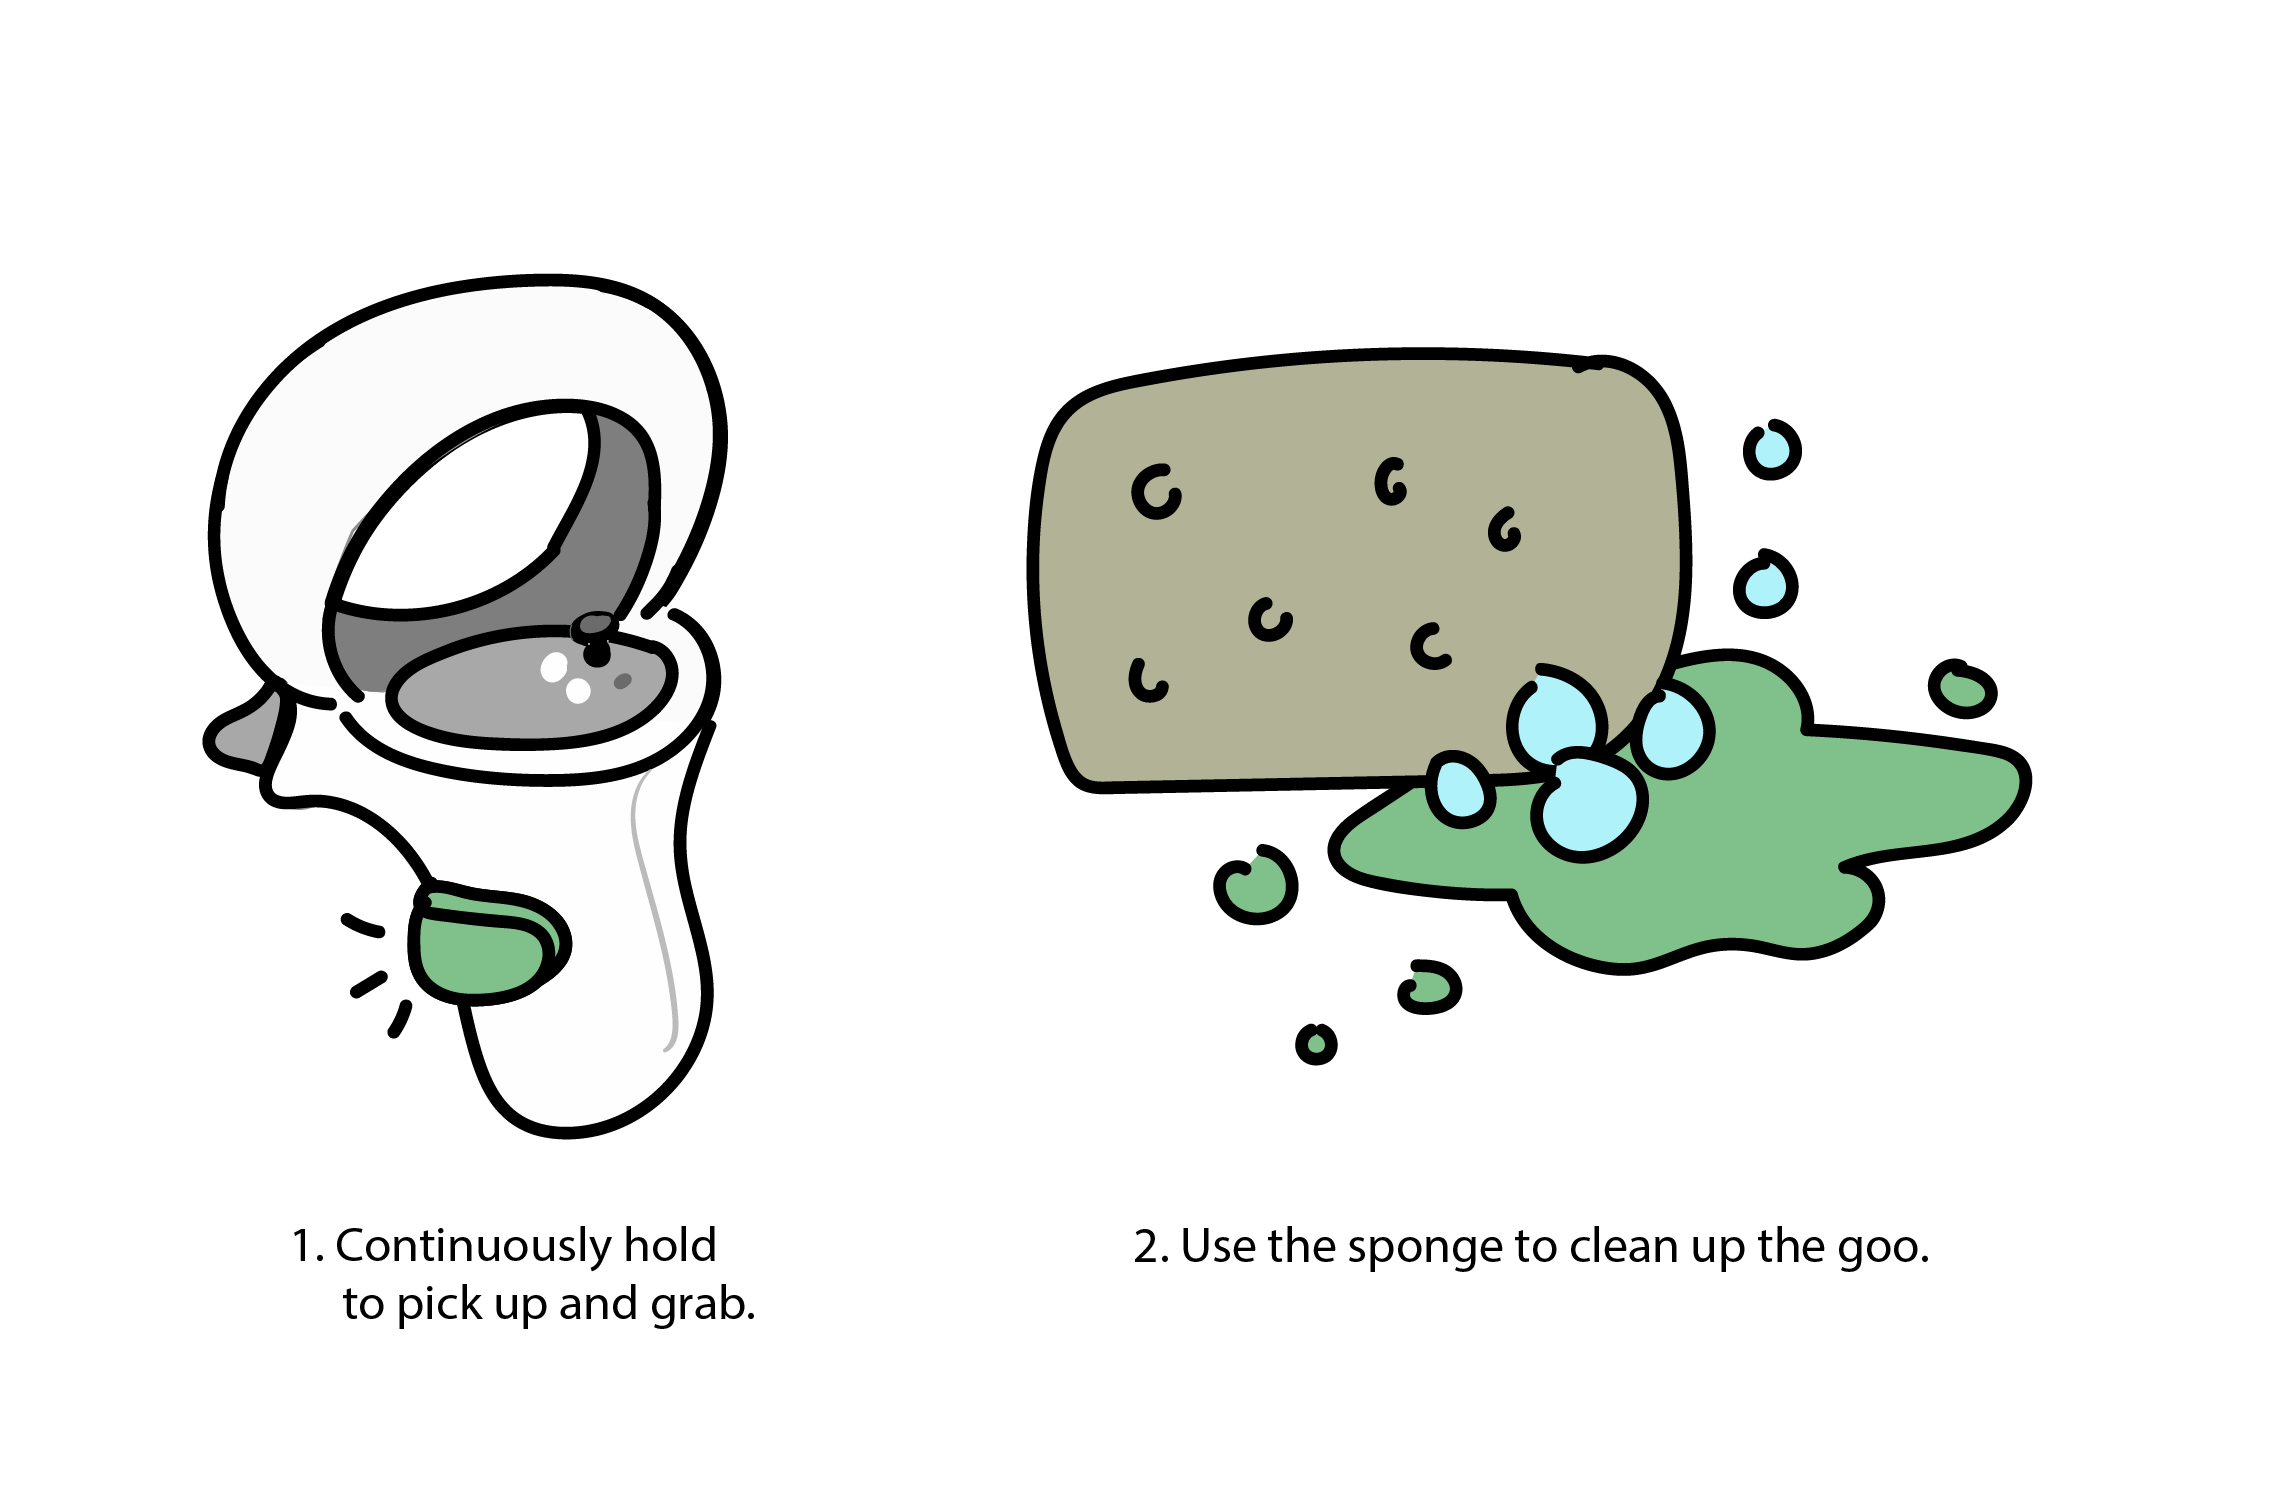 1. Continuously hold
to pick up and grab.
2. Use the sponge to clean up the goo.